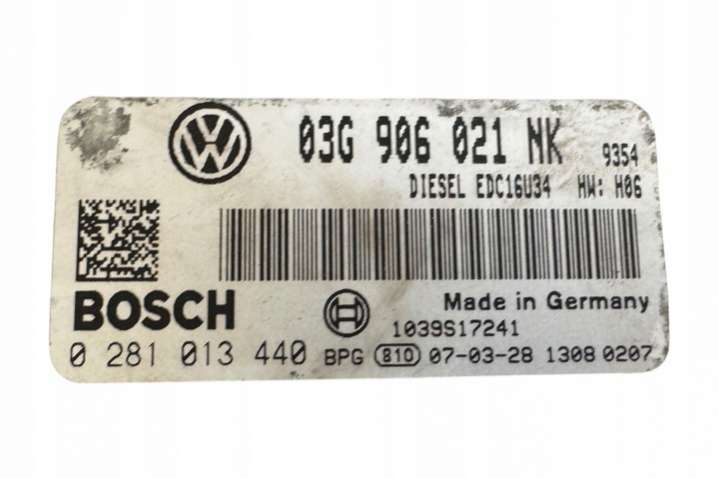 03G 906 021 NK 9354
DIESEL EDC16U34 HW: H06
BOSCH
Made in Germany
1039S17241
0 281 013 440 BPG 810 07-03-28 1308 0207